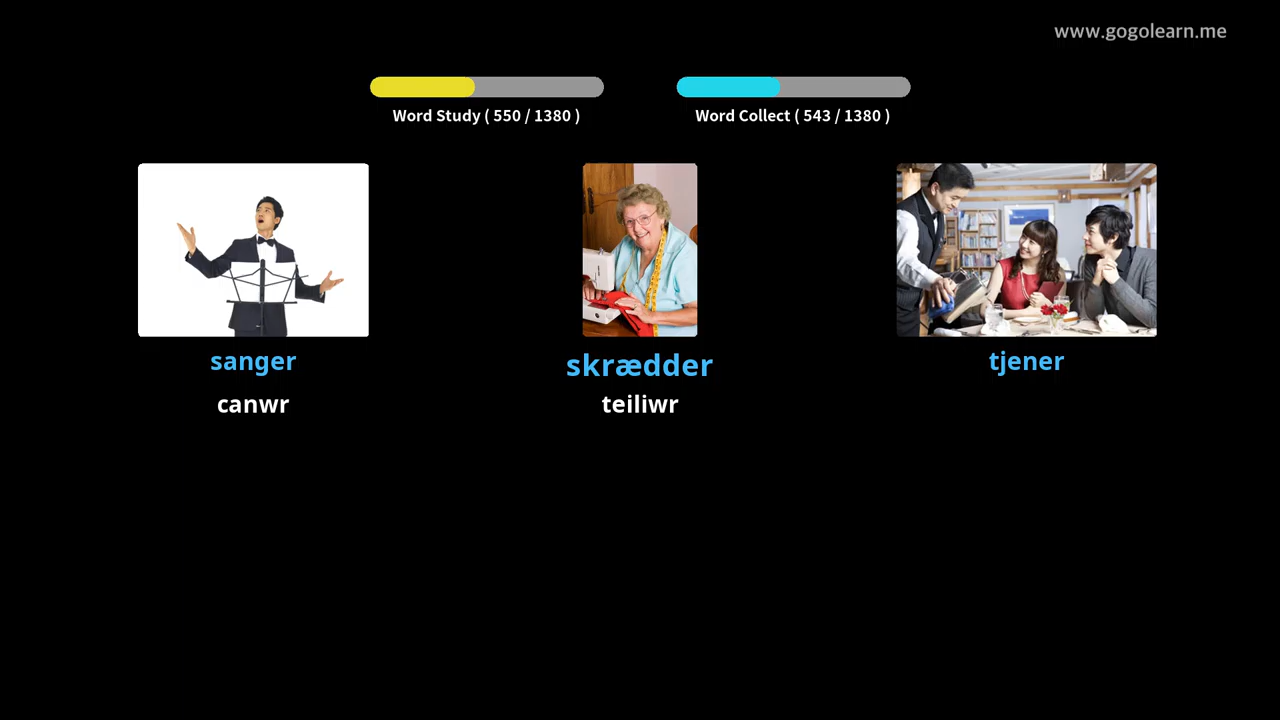 www.gogolearn.me
Word Study ( 550 / 1380 )
Word Collect ( 543 / 1380 )
sanger
skrædder
tjener
canwr
teiliwr